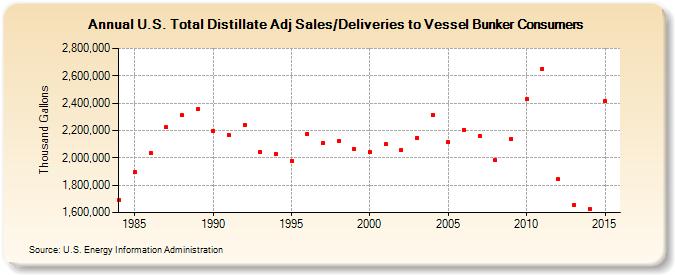 Annual U.S. Total Distillate Adj Sales/Deliveries to Vessel Bunker Consumers
Thousand Gallons
2,800,000
2,600,000
2,400,000
2,200,000
2,000,000
1,800,000
1,600,000
1985 1990 1995 2000 2005 2010 2015
Source: U.S. Energy Information Administration